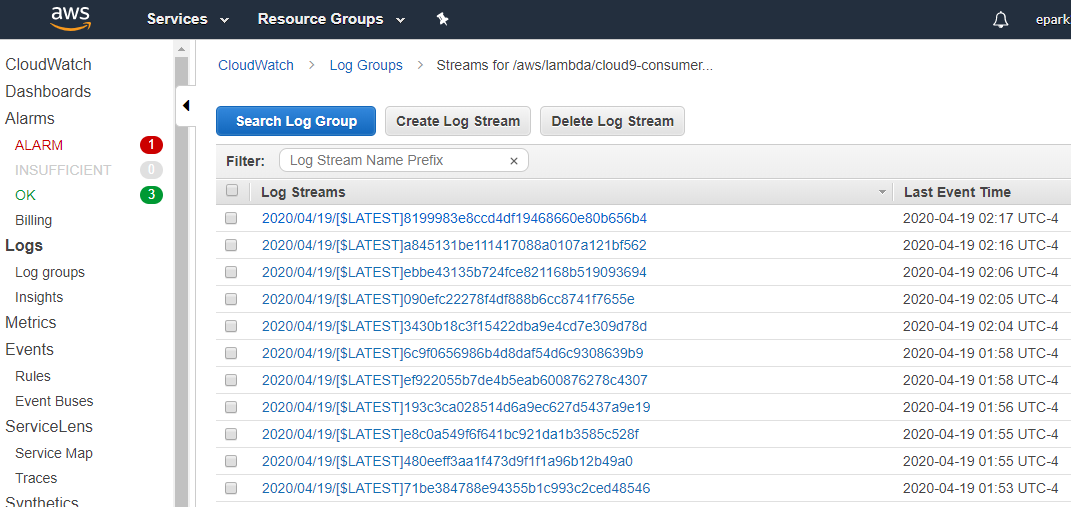 aws Services Resource Groups epark
CloudWatch
Dashboards
Alarms
ALARM 1
INSUFFICIENT 0
OK 3
Billing
Logs
Log groups
Insights
Metrics
Events
Rules
Event Buses
ServiceLens
Service Map
Traces
Synthetics
CloudWatch > Log Groups > Streams for /aws/lambda/cloud9-consumer...
Search Log Group Create Log Stream Delete Log Stream
Filter: Log Stream Name Prefix ×
Log Streams Last Event Time
2020/04/19/[$LATEST]8199983e8ccd4df19468660e80b656b4 2020-04-19 02:17 UTC-4
2020/04/19/[$LATEST]a845131be111417088a0107a121bf562 2020-04-19 02:16 UTC-4
2020/04/19/[$LATEST]ebbe43135b724fce821168b519093694 2020-04-19 02:06 UTC-4
2020/04/19/[$LATEST]090efc22278f4df888b6cc8741f7655e 2020-04-19 02:05 UTC-4
2020/04/19/[$LATEST]3430b18c3f15422dba9e4cd7e309d78d 2020-04-19 02:04 UTC-4
2020/04/19/[$LATEST]6c9f0656986b4d8daf54d6c9308639b9 2020-04-19 01:58 UTC-4
2020/04/19/[$LATEST]ef922055b7de4b5eab600876278c4307 2020-04-19 01:58 UTC-4
2020/04/19/[$LATEST]193c3ca028514d6a9ec627d5437a9e19 2020-04-19 01:56 UTC-4
2020/04/19/[$LATEST]e8c0a549f6f641bc921da1b3585c528f 2020-04-19 01:55 UTC-4
2020/04/19/[$LATEST]480eeff3aa1f473d9f1f1a96b12b49a0 2020-04-19 01:55 UTC-4
2020/04/19/[$LATEST]71be384788e94355b1c993c2ced48546 2020-04-19 01:53 UTC-4